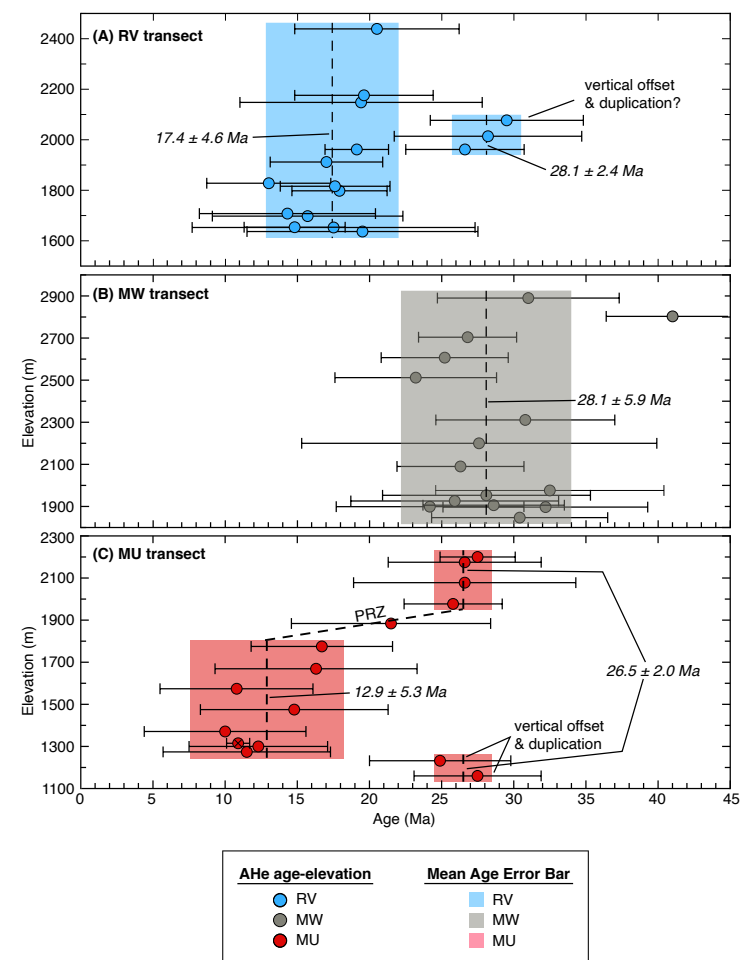 (A) RV transect
2400
2200
2000
1800
1600
vertical offset
& duplication?
17.4 ± 4.6 Ma
28.1 ± 2.4 Ma
(B) MW transect
2900
2700
2500
2300
2100
1900
Elevation (m)
28.1 ± 5.9 Ma
(C) MU transect
2300
2100
1900
1700
1500
1300
1100
Elevation (m)
PRZ
26.5 ± 2.0 Ma
12.9 ± 5.3 Ma
vertical offset
& duplication
0 5 10 15 20 25 30 35 40 45
Age (Ma)
AHe age-elevation
RV
MW
MU
Mean Age Error Bar
RV
MW
MU